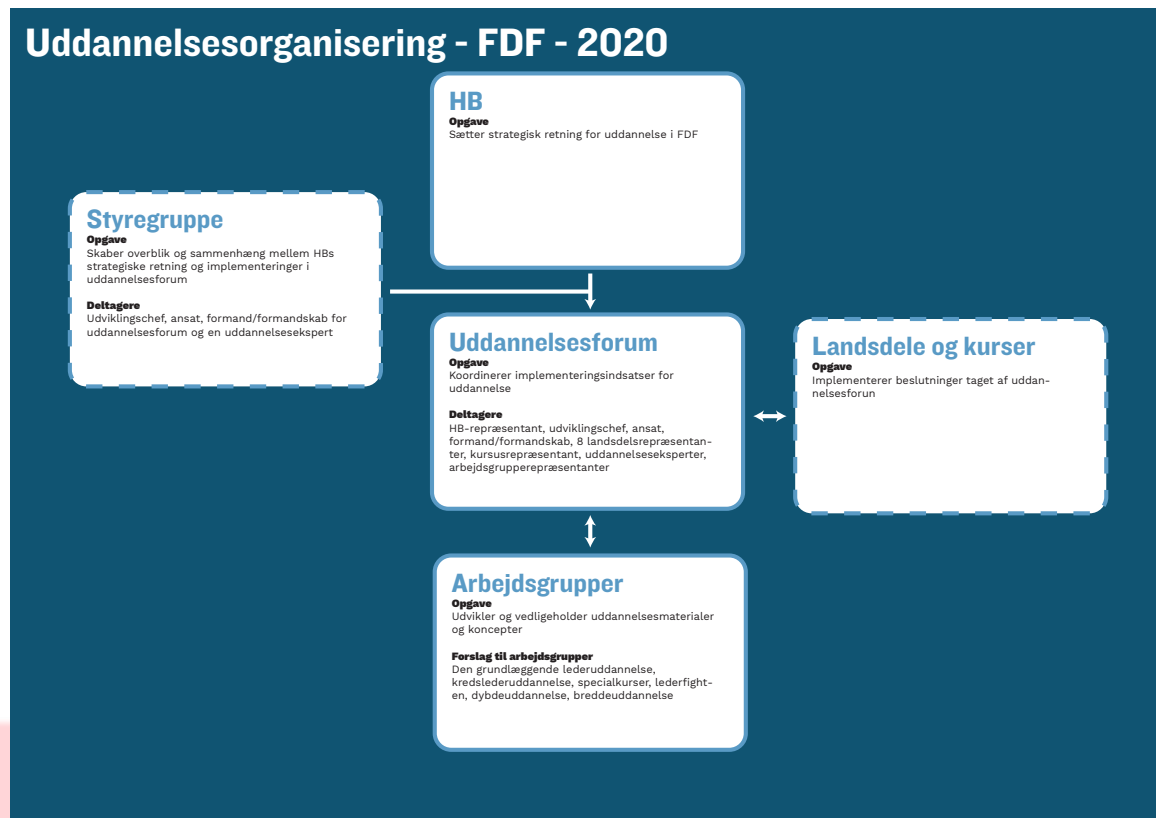 Uddannelsesorganisering - FDF - 2020
HB
Opgave
Sætter strategisk retning for uddannelse i FDF
Styregruppe
Opgave
Skaber overblik og sammenhæng mellem HBs
strategiske retning og implementeringer i
uddannelsesforum
Deltagere
Udviklingschef, ansat, formand/formandskab for
uddannelsesforum og en uddannelsesekspert
Uddannelsesforum
Opgave
Koordinerer implementeringsindsatser for
uddannelse
Deltagere
HB-repræsentant, udviklingschef, ansat,
formand/formandskab, 8 landsdelsrepræsentan-
ter, kursusrepræsentant, uddannelseseksperter,
arbejdsgrupperepræsentanter
Landsdele og kurser
Opgave
Implementerer beslutninger taget af uddan-
nelsesforun
Arbejdsgrupper
Opgave
Udvikler og vedligeholder uddannelsesmaterialer
og koncepter
Forslag til arbejdsgrupper
Den grundlæggende lederuddannelse,
kredslederuddannelse, specialkurser, lederfight-
en, dybdeuddannelse, breddeuddannelse